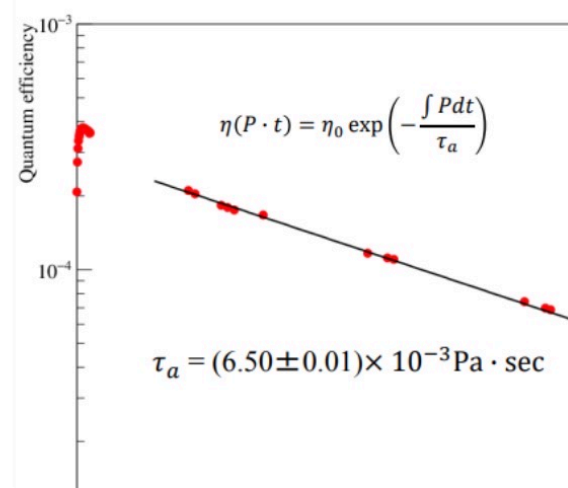 10⁻³
Quantum efficiency
η(P · t) = η₀ exp(−∫ Pdt / τₐ)
10⁻⁴
τₐ = (6.50±0.01)× 10⁻³Pa · sec